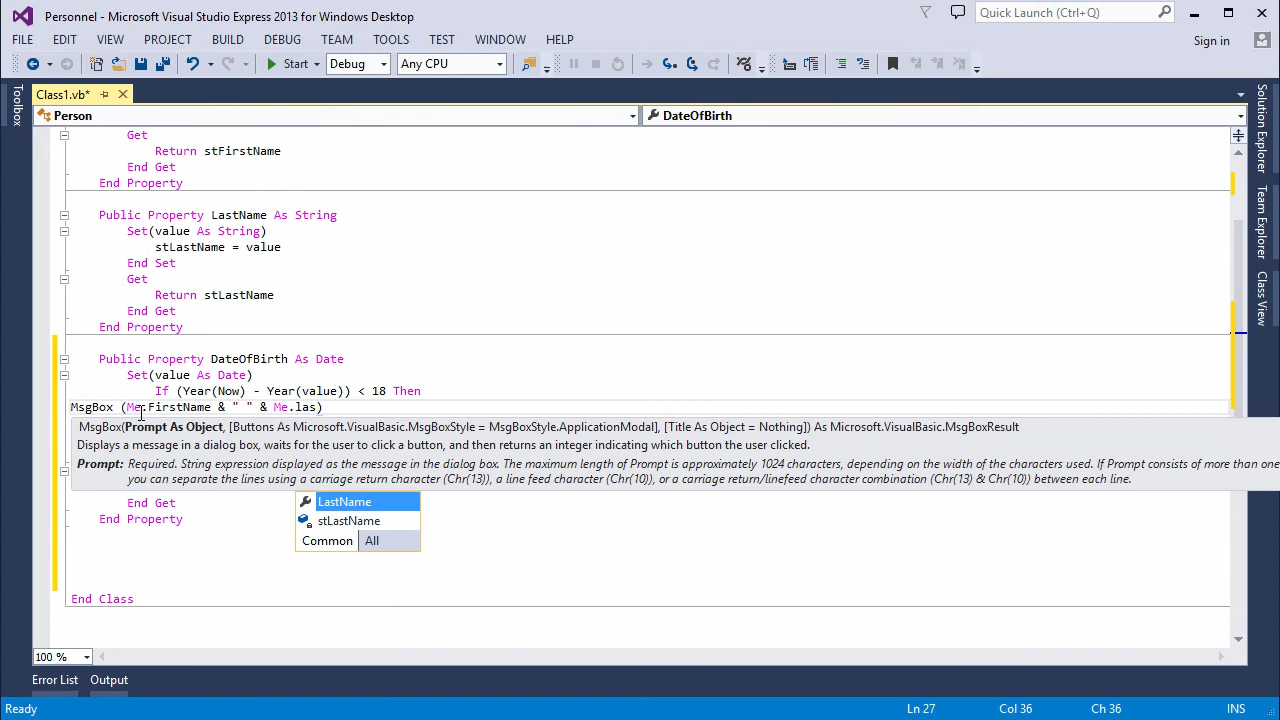 Personnel - Microsoft Visual Studio Express 2013 for Windows Desktop
Quick Launch (Ctrl+Q)
FILE EDIT VIEW PROJECT BUILD DEBUG TEAM TOOLS TEST WINDOW HELP
Sign in
Start Debug Any CPU
Toolbox
Class1.vb*
Person DateOfBirth
Get
Return stFirstName
End Get
End Property
Public Property LastName As String
Set(value As String)
stLastName = value
End Set
Get
Return stLastName
End Get
End Property
Public Property DateOfBirth As Date
Set(value As Date)
If (Year(Now) - Year(value)) < 18 Then
MsgBox (Me.FirstName & " " & Me.las)
MsgBox(Prompt As Object, [Buttons As Microsoft.VisualBasic.MsgBoxStyle = MsgBoxStyle.ApplicationModal], [Title As Object = Nothing]) As Microsoft.VisualBasic.MsgBoxResult
Displays a message in a dialog box, waits for the user to click a button, and then returns an integer indicating which button the user clicked.
Prompt: Required. String expression displayed as the message in the dialog box. The maximum length of Prompt is approximately 1024 characters, depending on the width of the characters used. If Prompt consists of more than one
you can separate the lines using a carriage return character (Chr(13)), a line feed character (Chr(10)), or a carriage return/linefeed character combination (Chr(13) & Chr(10)) between each line.
LastName
stLastName
Common All
End Get
End Property
End Class
Solution Explorer
Team Explorer
Class View
100 %
Error List Output
Ready Ln 27 Col 36 Ch 36 INS